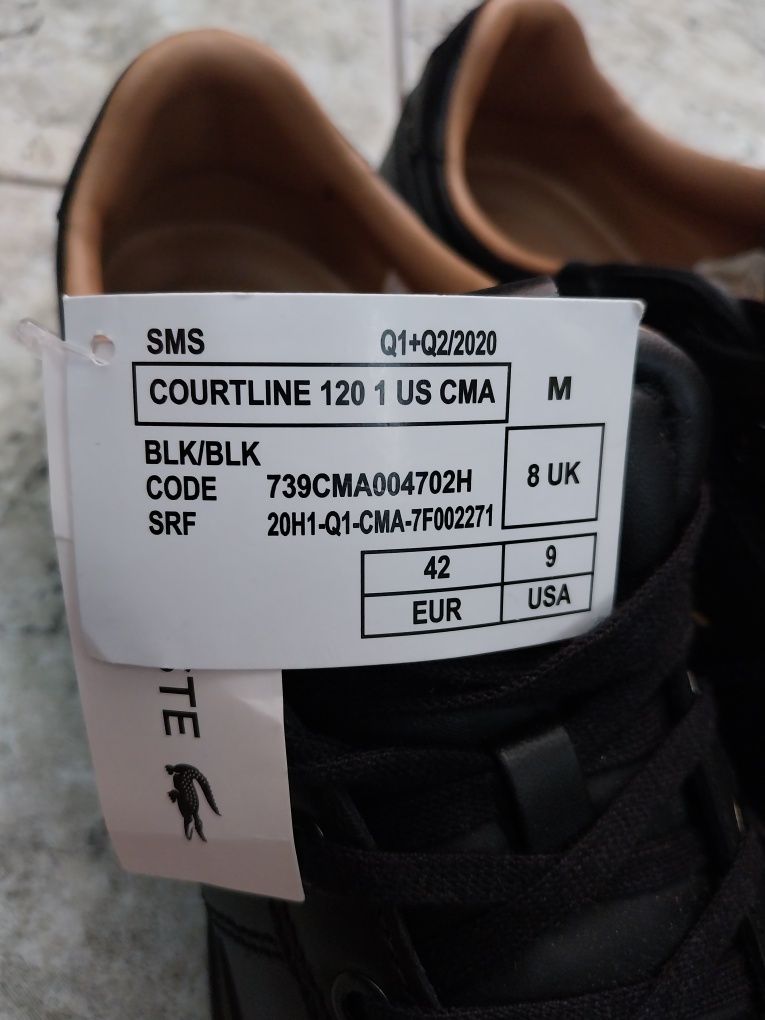 SMS Q1+Q2/2020
COURTLINE 120 1 US CMA M
BLK/BLK
CODE 739CMA004702H 8 UK
SRF 20H1-Q1-CMA-7F002271
42 9
EUR USA
STE